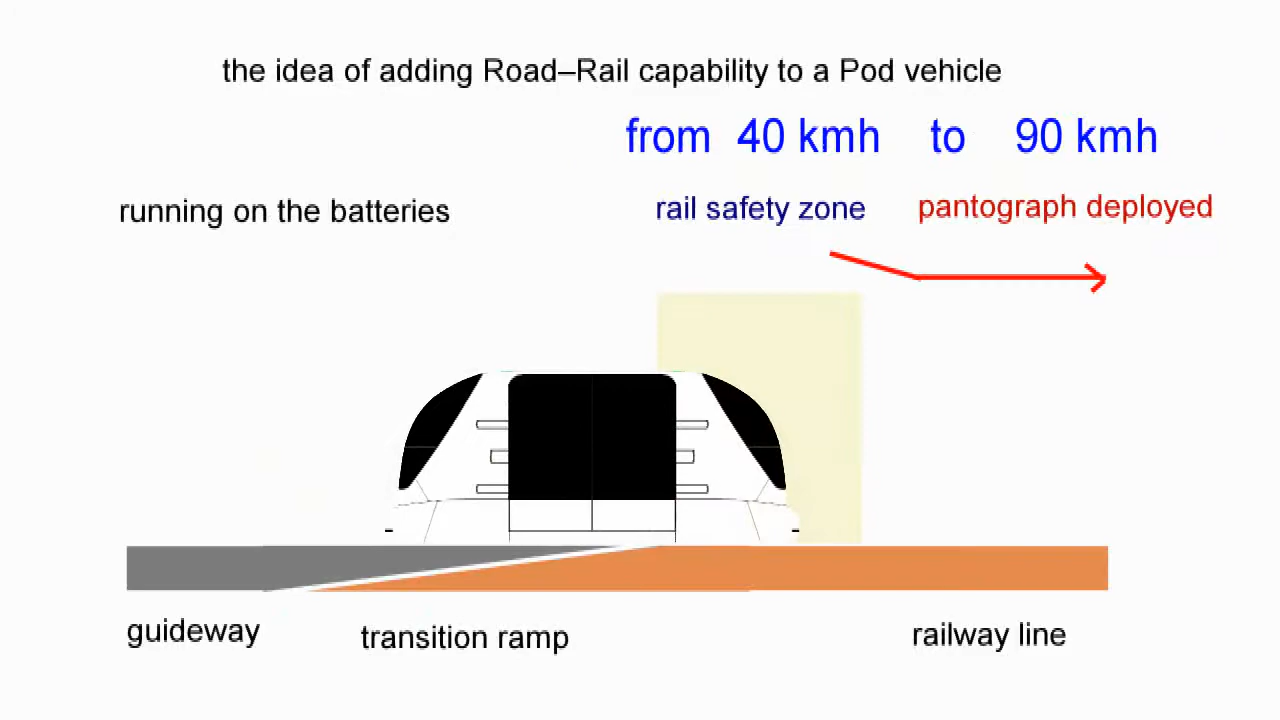 the idea of adding Road–Rail capability to a Pod vehicle
from 40 kmh to 90 kmh
running on the batteries
rail safety zone
pantograph deployed
guideway
transition ramp
railway line